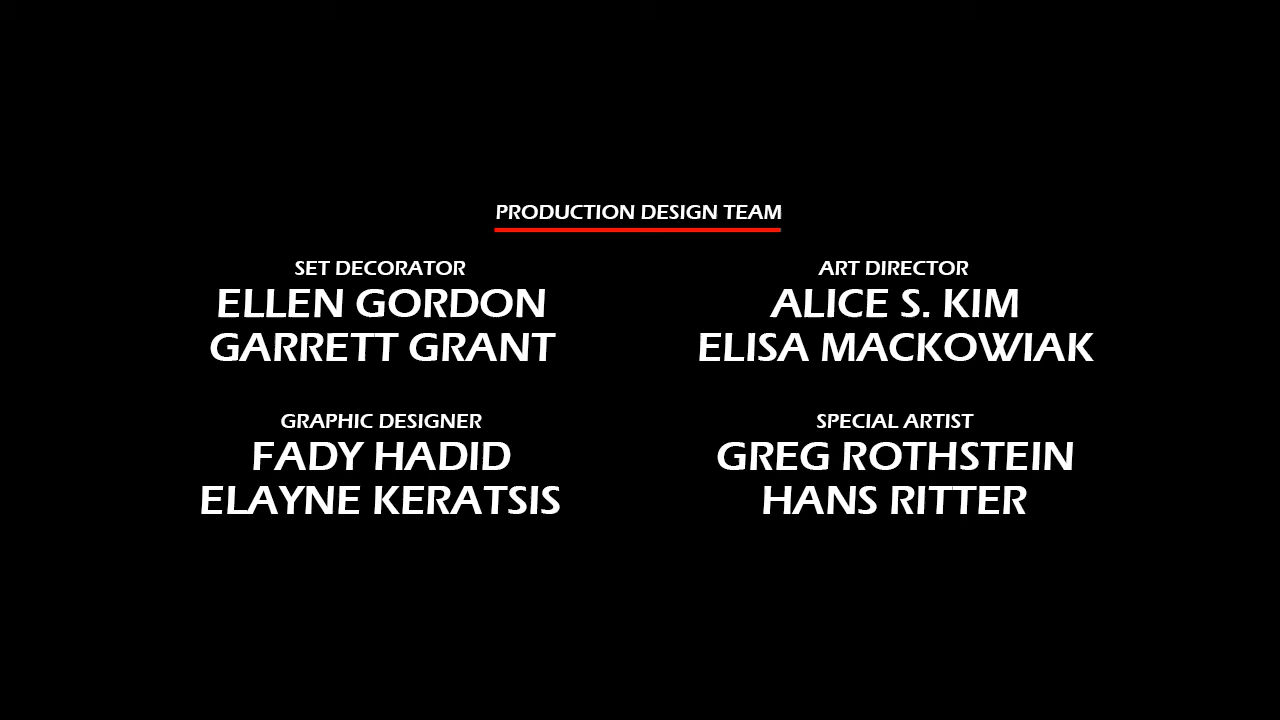 PRODUCTION DESIGN TEAM
SET DECORATOR
ELLEN GORDON
GARRETT GRANT
ART DIRECTOR
ALICE S. KIM
ELISA MACKOWIAK
GRAPHIC DESIGNER
FADY HADID
ELAYNE KERATSIS
SPECIAL ARTIST
GREG ROTHSTEIN
HANS RITTER